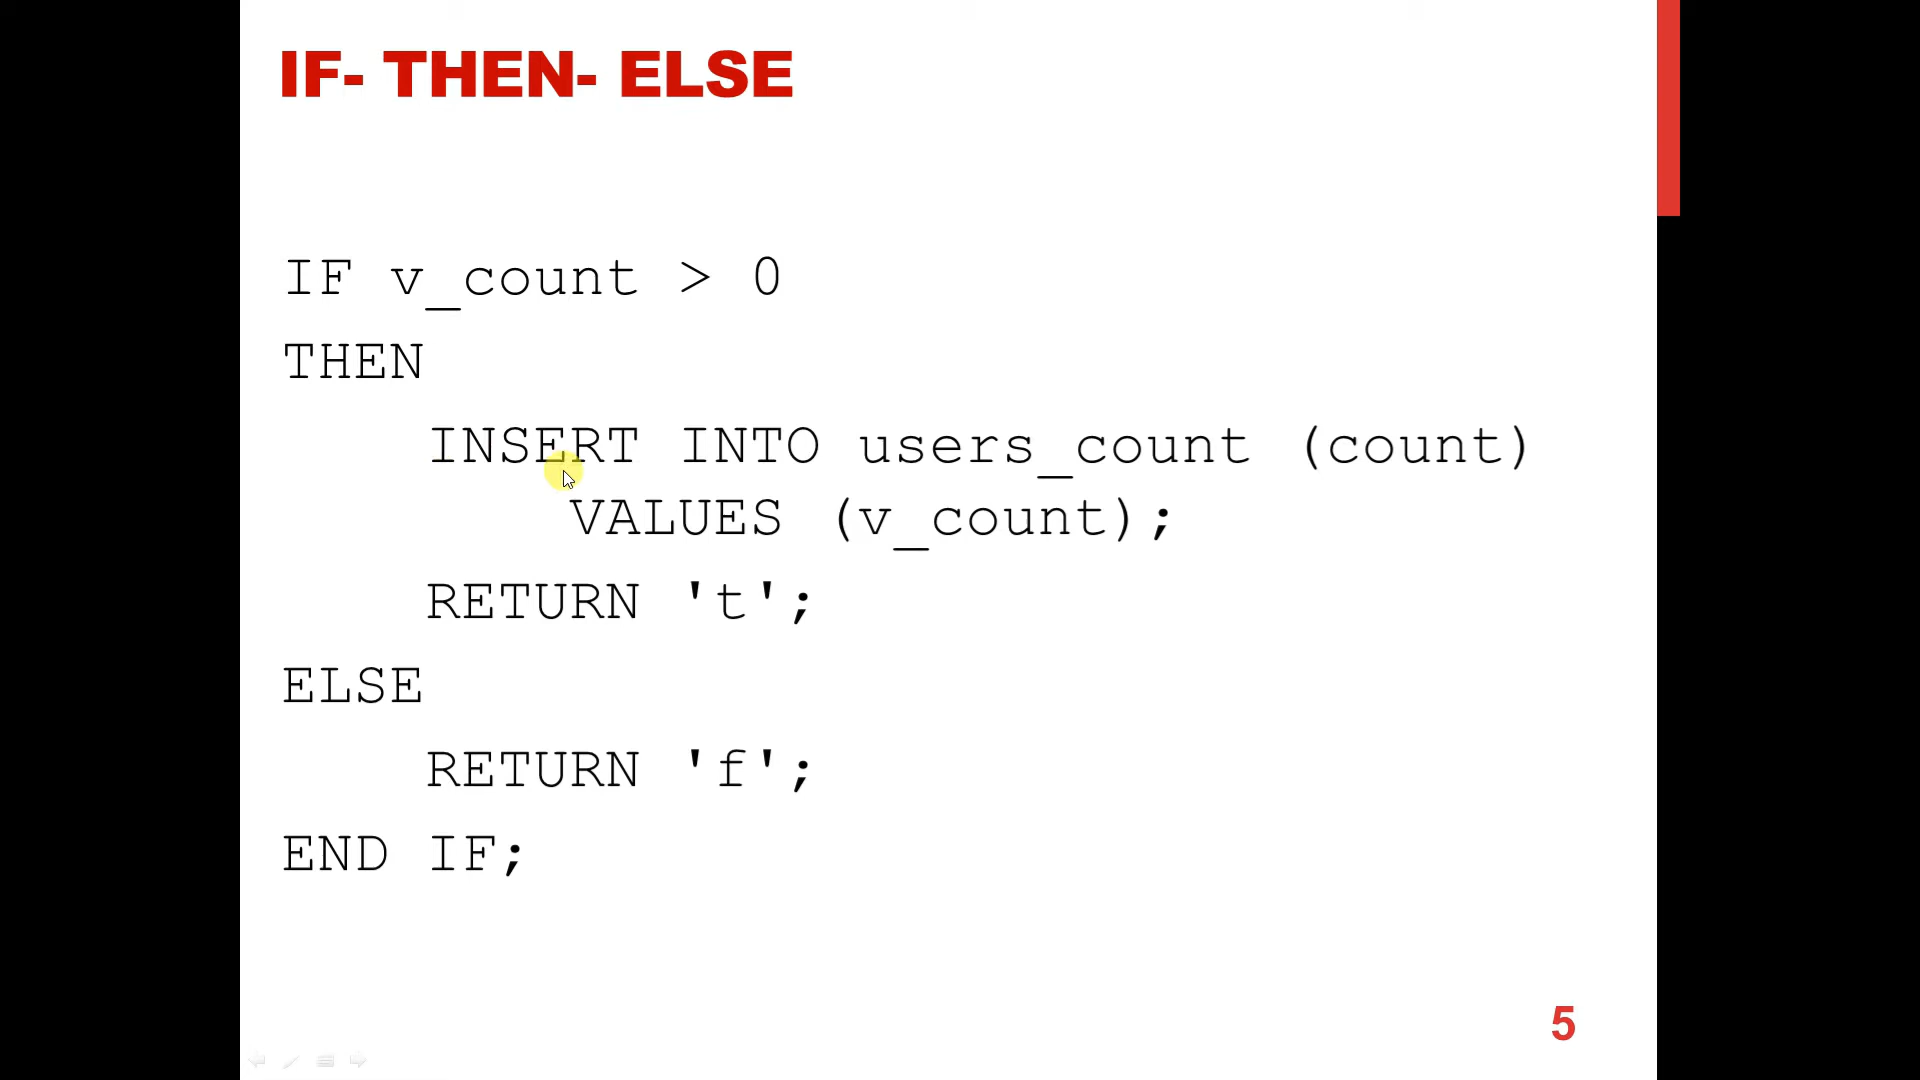 IF- THEN- ELSE
IF v_count > 0
THEN
INSERT INTO users_count (count)
VALUES (v_count);
RETURN 't';
ELSE
RETURN 'f';
END IF;
5